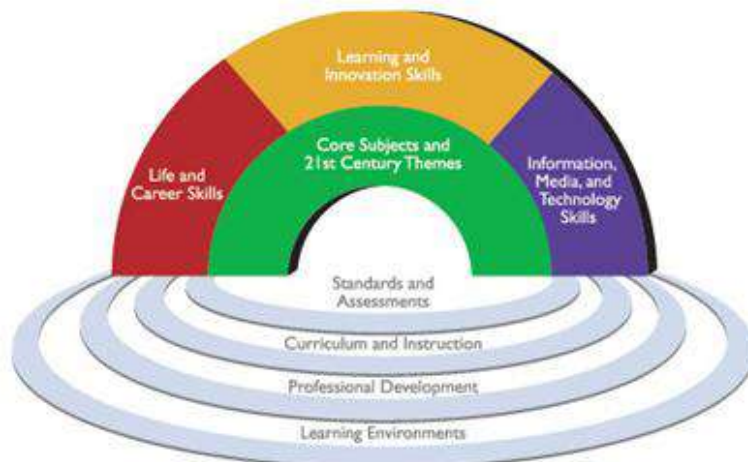 Learning and
Innovation Skills
Core Subjects and
21st Century Themes
Life and
Career Skills
Information,
Media, and
Technology
Skills
Standards and
Assessments
Curriculum and Instruction
Professional Development
Learning Environments